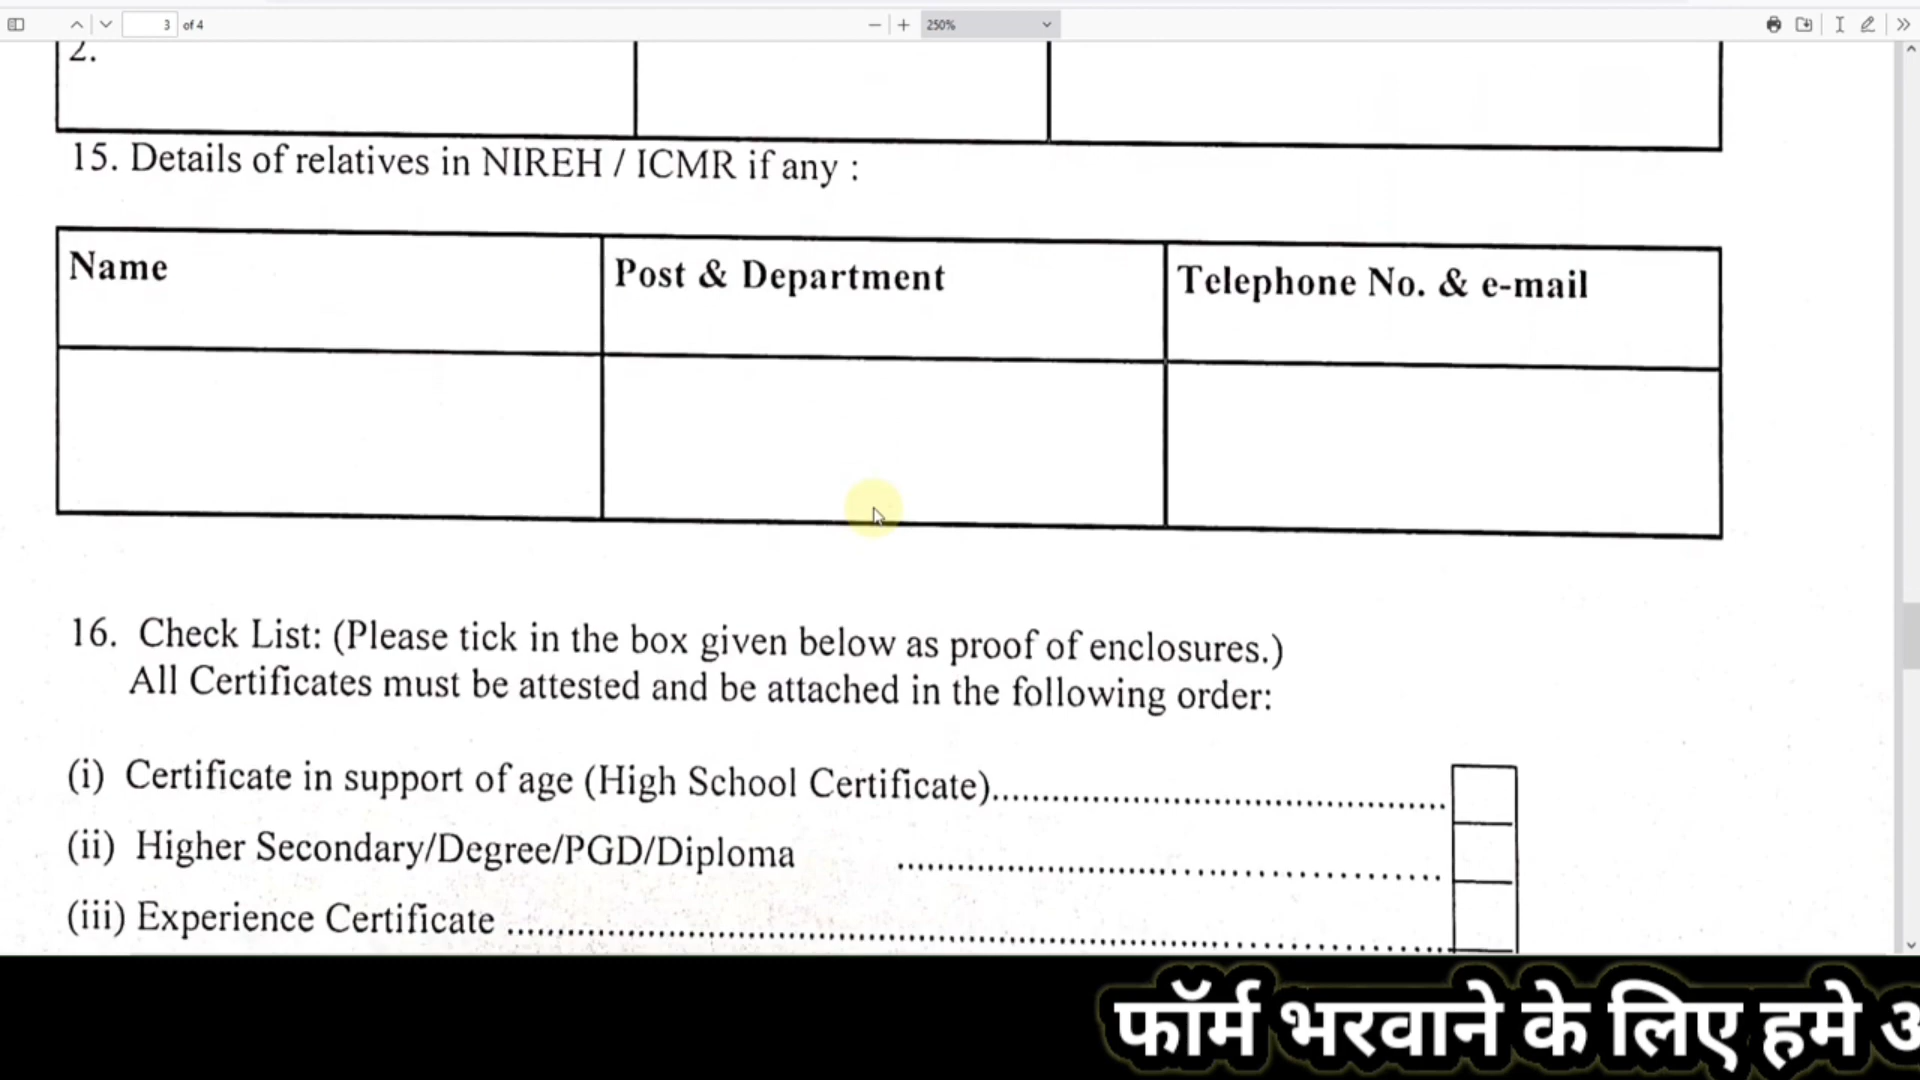 3 of 4
250%
2.
15. Details of relatives in NIREH / ICMR if any :
Name
Post & Department
Telephone No. & e-mail
16. Check List: (Please tick in the box given below as proof of enclosures.)
All Certificates must be attested and be attached in the following order:
(i) Certificate in support of age (High School Certificate)............................................
(ii) Higher Secondary/Degree/PGD/Diploma ....................................................
(iii) Experience Certificate ..........................................................................................
फॉर्म भरवाने के लिए हमे